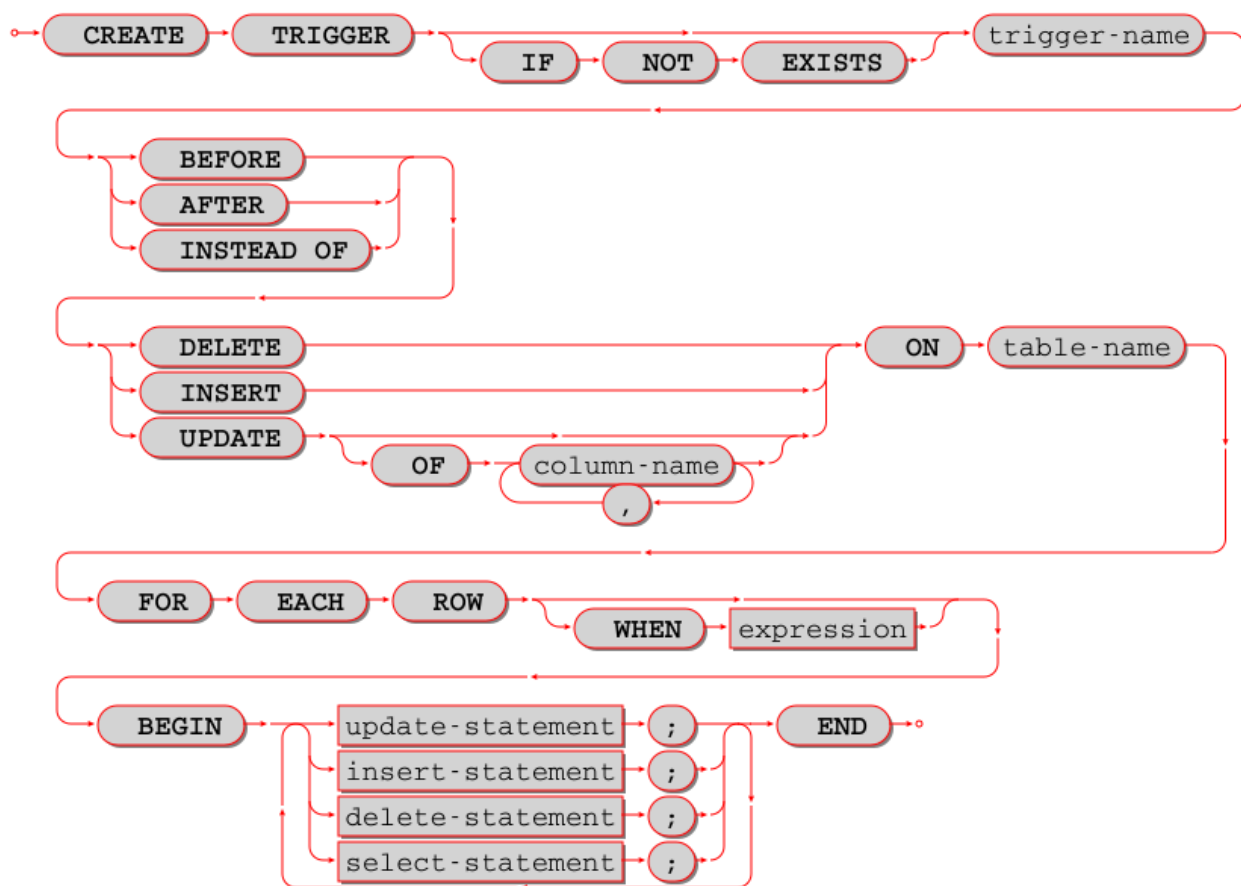 CREATE TRIGGER trigger-name
IF NOT EXISTS
BEFORE
AFTER
INSTEAD OF
DELETE ON table-name
INSERT
UPDATE
OF column-name
,
FOR EACH ROW
WHEN expression
BEGIN update-statement ; END
insert-statement ;
delete-statement ;
select-statement ;